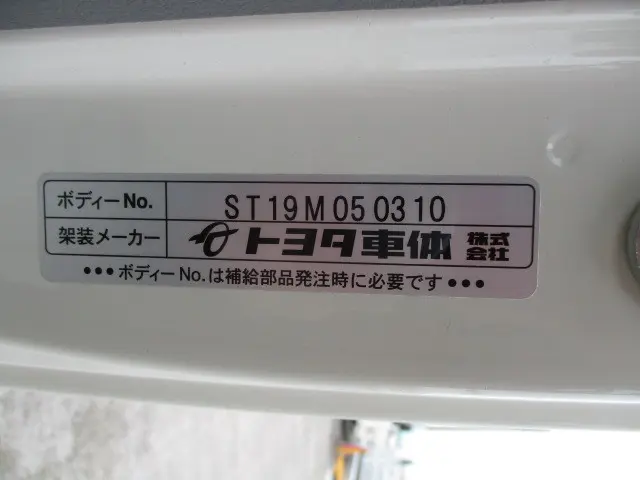 ボディーNo. ST19M050310
架装メーカー トヨタ車体 株式会社
•••ボディーNo.は補給部品発注時に必要です•••